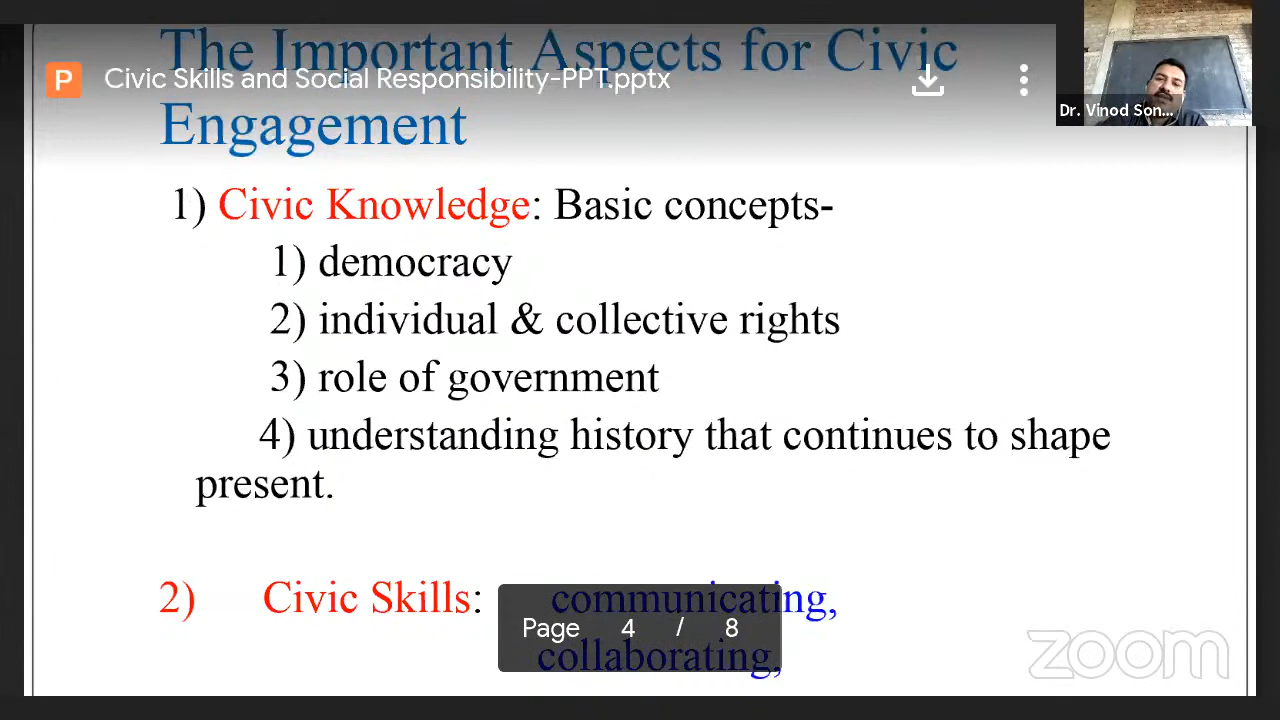 The Important Aspects for Civic
P Civic Skills and Social Responsibility-PPT.pptx
Dr. Vinod Son...
Engagement
1) Civic Knowledge: Basic concepts-
1) democracy
2) individual & collective rights
3) role of government
4) understanding history that continues to shape
present.
2) Civic Skills: communicating,
Page 4 / 8
collaborating,
zoom